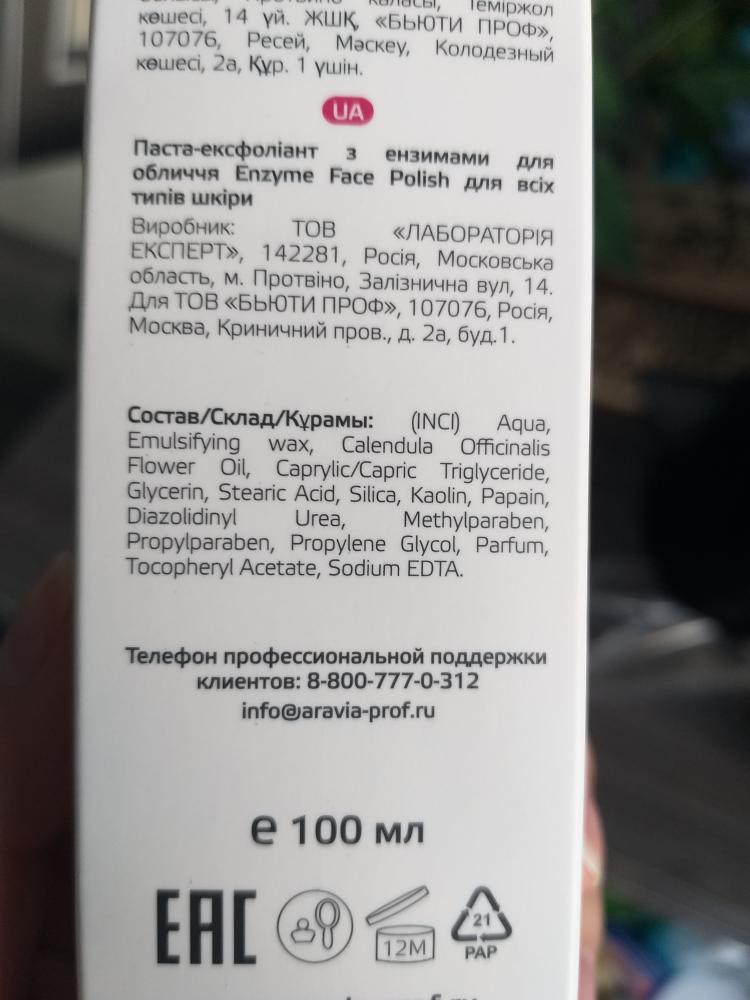 Теміржол
көшесі, 14 үй. ЖШҚ, «БЬЮТИ ПРОФ»,
107076, Ресей, Мәскеу, Колодезный
көшесі, 2а, Құр. 1 үшін.
UA
Паста-ексфоліант з ензимами для
обличчя Enzyme Face Polish для всіх
типів шкіри
Виробник: ТОВ «ЛАБОРАТОРІЯ
ЕКСПЕРТ», 142281, Росія, Московська
область, м. Протвіно, Залізнична вул, 14.
Для ТОВ «БЬЮТИ ПРОФ», 107076, Росія,
Москва, Криничний пров., д. 2а, буд.1.
Состав/Склад/Құрамы: (INCI) Aqua,
Emulsifying wax, Calendula Officinalis
Flower Oil, Caprylic/Capric Triglyceride,
Glycerin, Stearic Acid, Silica, Kaolin, Papain,
Diazolidinyl Urea, Methylparaben,
Propylparaben, Propylene Glycol, Parfum,
Tocopheryl Acetate, Sodium EDTA.
Телефон профессиональной поддержки
клиентов: 8-800-777-0-312
info@aravia-prof.ru
e 100 мл
EAC
12M
21
PAP